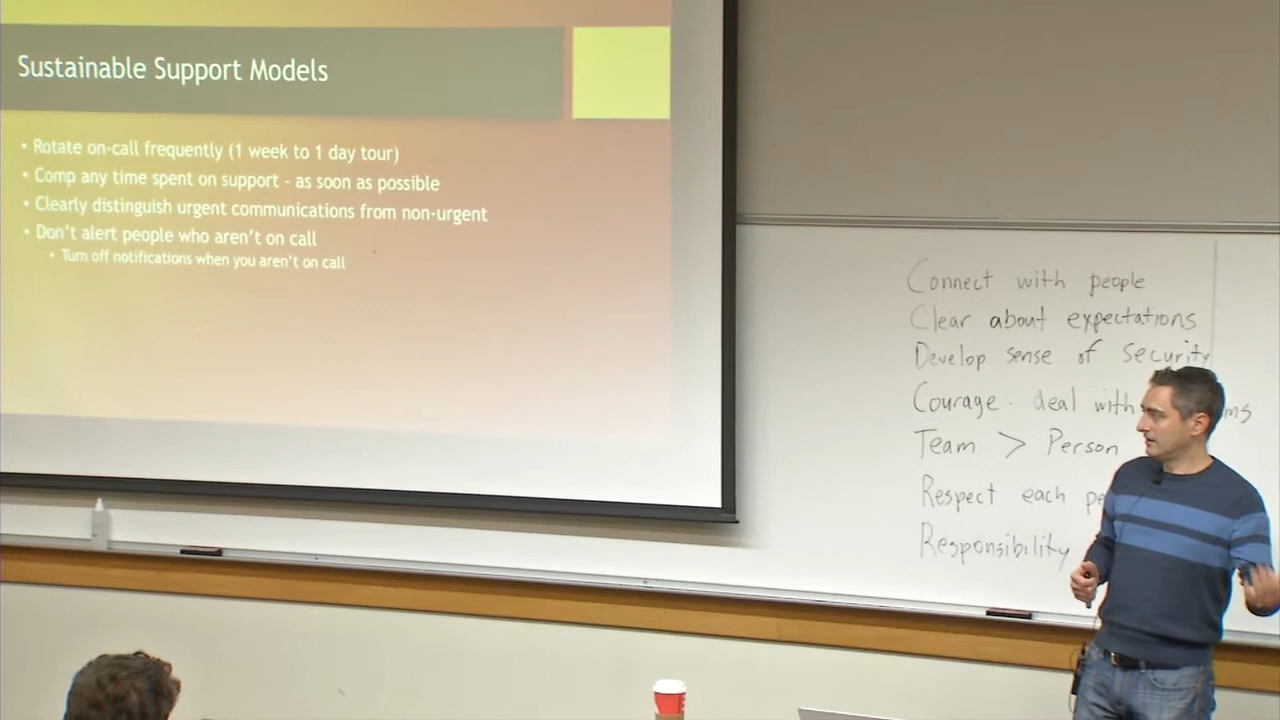 Sustainable Support Models
• Rotate on-call frequently (1 week to 1 day tour)
• Comp any time spent on support - as soon as possible
• Clearly distinguish urgent communications from non-urgent
• Don't alert people who aren't on call
• Turn off notifications when you aren't on call
Connect with people
Clear about expectations
Develop sense of security
Courage - deal with
Team > Person
Respect each
Responsibility